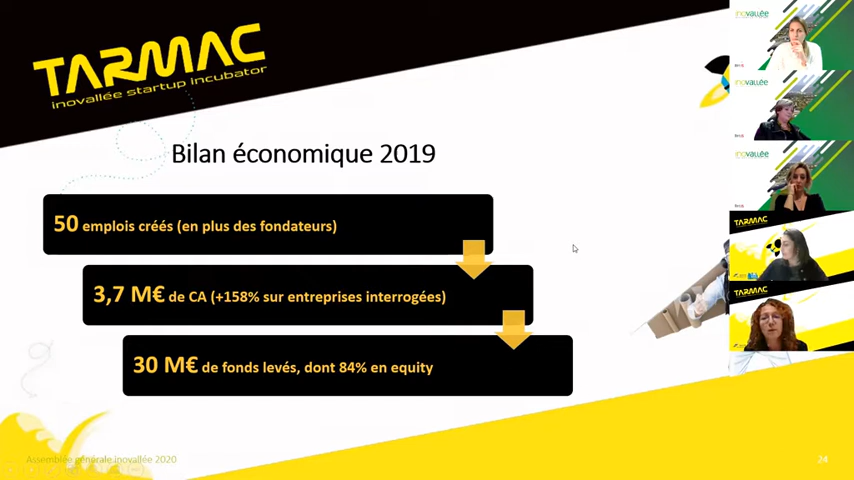 TARMAC
inovallée startup incubator
Bilan économique 2019
50 emplois créés (en plus des fondateurs)
3,7 M€ de CA (+158% sur entreprises interrogées)
30 M€ de fonds levés, dont 84% en equity
Assemblée générale inovallée 2020
24
inovallée
inovallée
inovallée
TARMAC
TARMAC